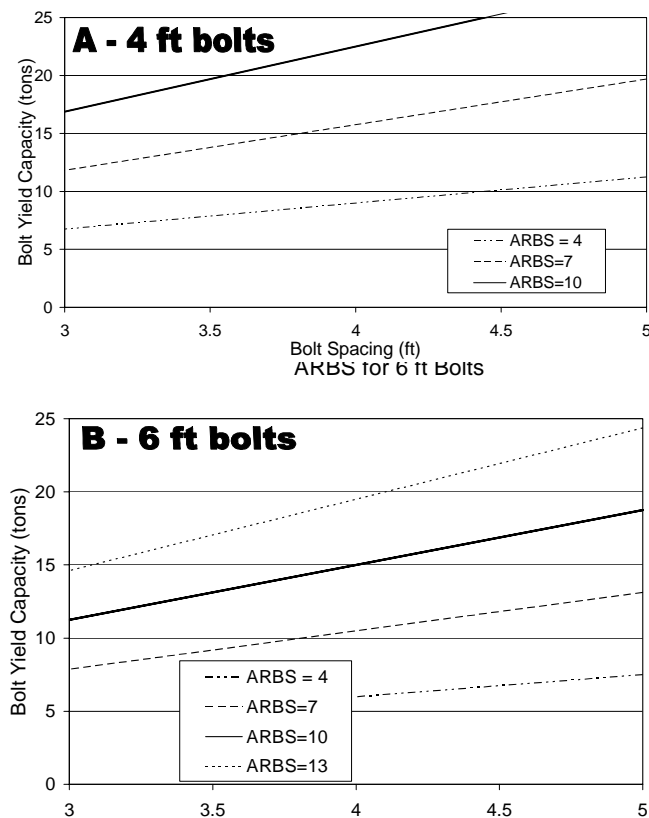 A - 4 ft bolts
Bolt Yield Capacity (tons)
25
20
15
10
5
0
ARBS = 4
ARBS=7
ARBS=10
3 3.5 4 4.5 5
Bolt Spacing (ft)
ARBS for 6 ft Bolts
B - 6 ft bolts
Bolt Yield Capacity (tons)
25
20
15
10
5
0
ARBS = 4
ARBS=7
ARBS=10
ARBS=13
3 3.5 4 4.5 5